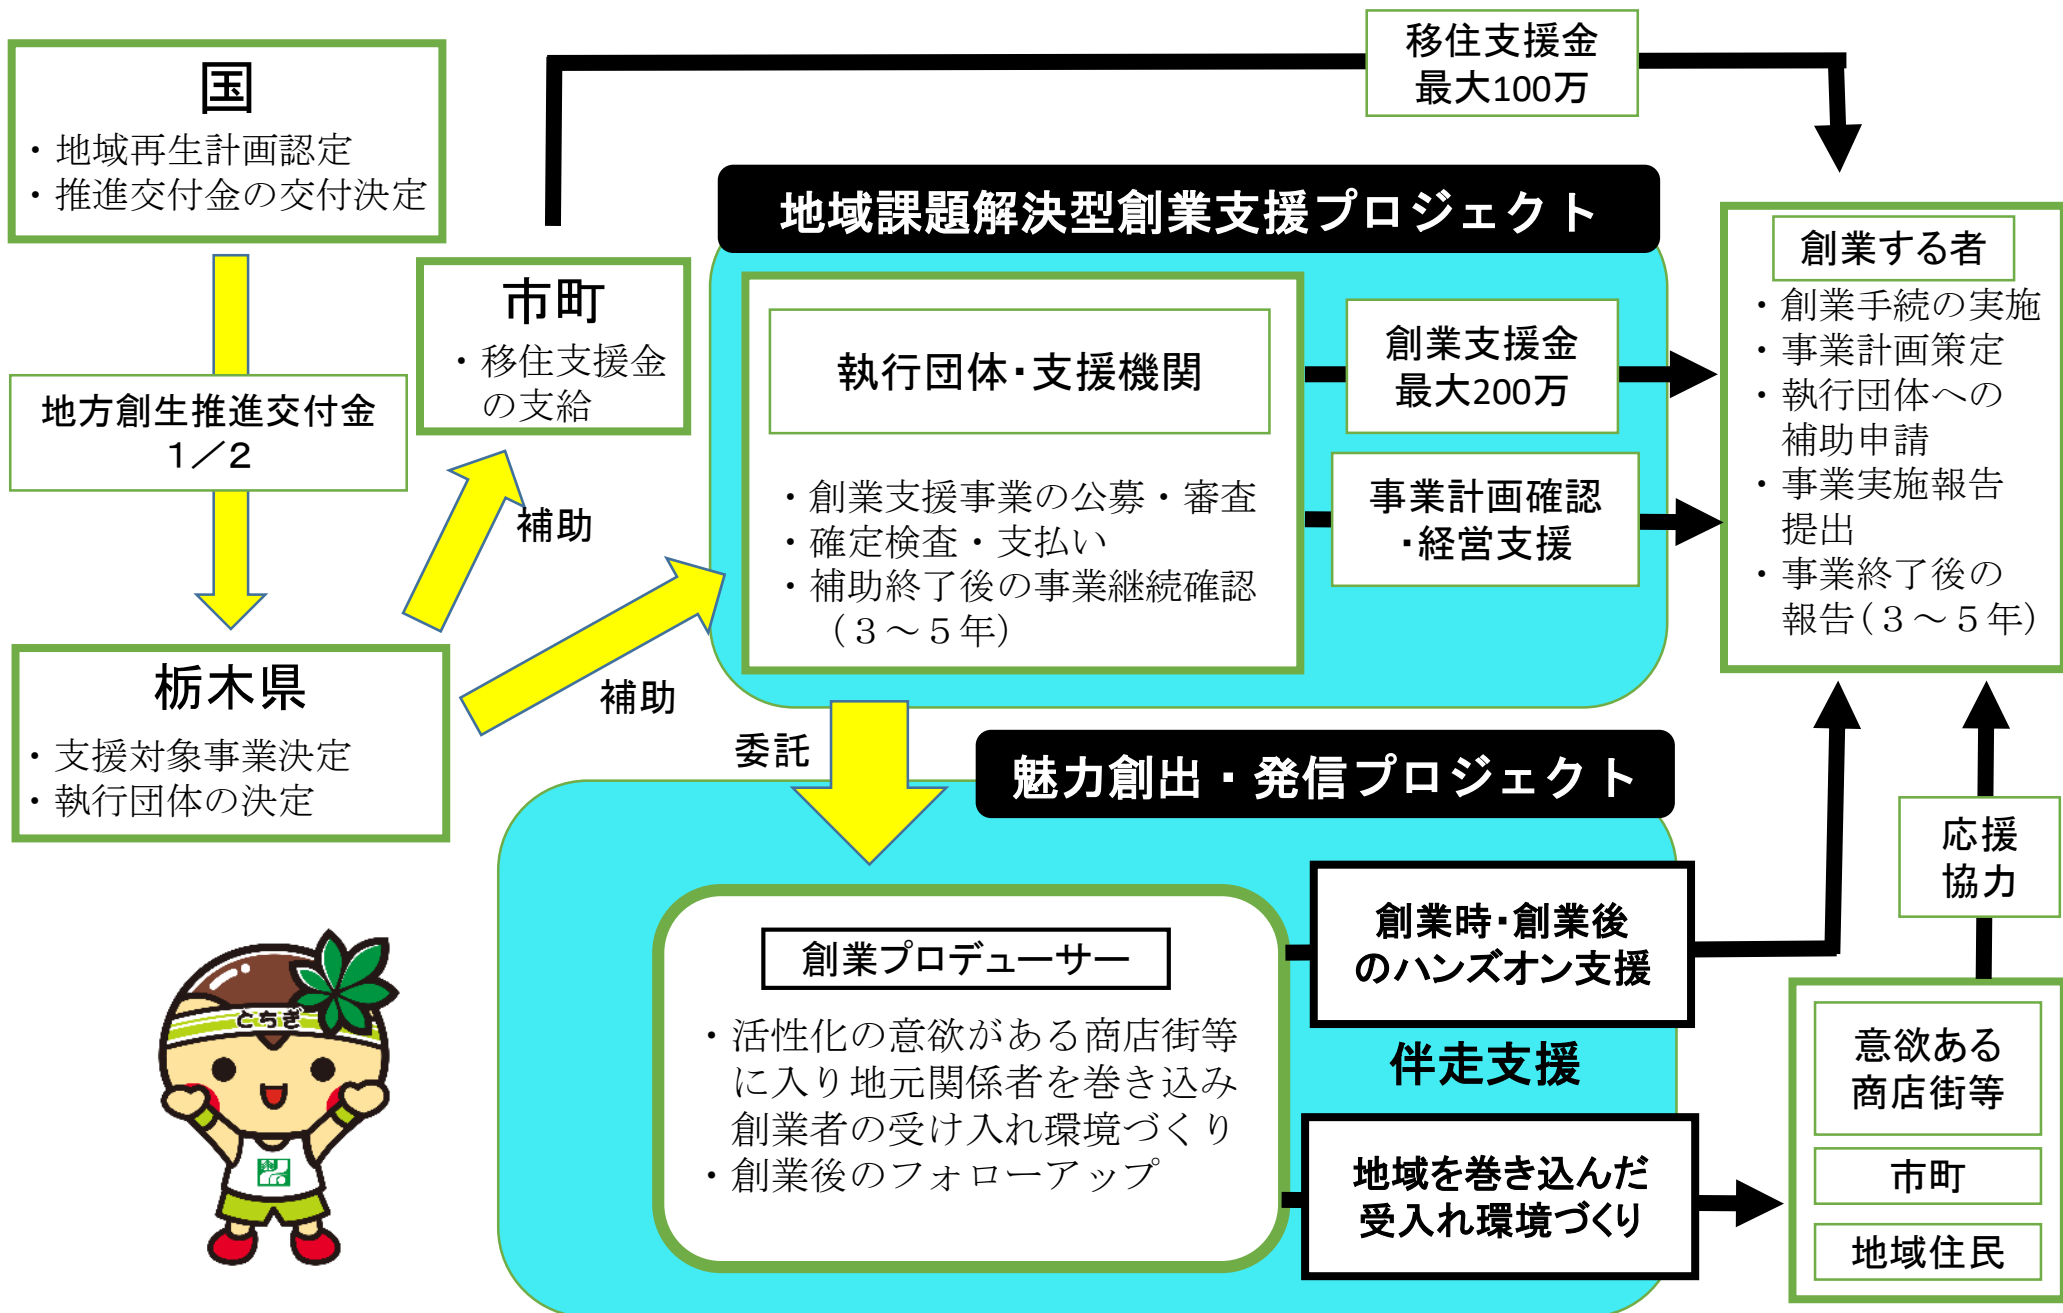 移住支援金
最大100万
国
・地域再生計画認定
・推進交付金の交付決定
地域課題解決型創業支援プロジェクト
市町
・移住支援金
の支給
地方創生推進交付金
1／2
補助
補助
執行団体・支援機関
・創業支援事業の公募・審査
・確定検査・支払い
・補助終了後の事業継続確認
（３～５年）
創業支援金
最大200万
事業計画確認
・経営支援
創業する者
・創業手続の実施
・事業計画策定
・執行団体への
補助申請
・事業実施報告
提出
・事業終了後の
報告（３～５年）
栃木県
・支援対象事業決定
・執行団体の決定
委託
魅力創出・発信プロジェクト
創業プロデューサー
・活性化の意欲がある商店街等
に入り地元関係者を巻き込み
創業者の受け入れ環境づくり
・創業後のフォローアップ
創業時・創業後
のハンズオン支援
伴走支援
地域を巻き込んだ
受入れ環境づくり
応援
協力
意欲ある
商店街等
市町
地域住民
とちぎ